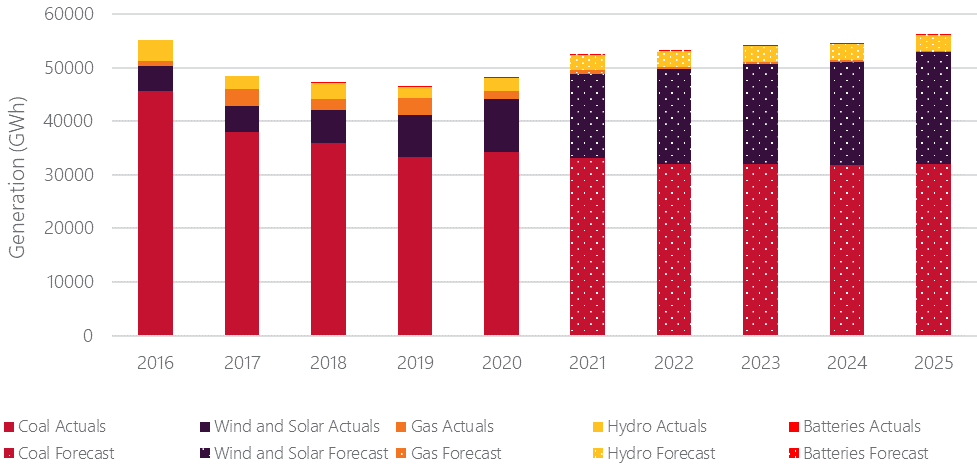 60000
50000
40000
30000
20000
10000
0
Generation (GWh)
2016 2017 2018 2019 2020 2021 2022 2023 2024 2025
Coal Actuals Wind and Solar Actuals Gas Actuals Hydro Actuals Batteries Actuals
Coal Forecast Wind and Solar Forecast Gas Forecast Hydro Forecast Batteries Forecast